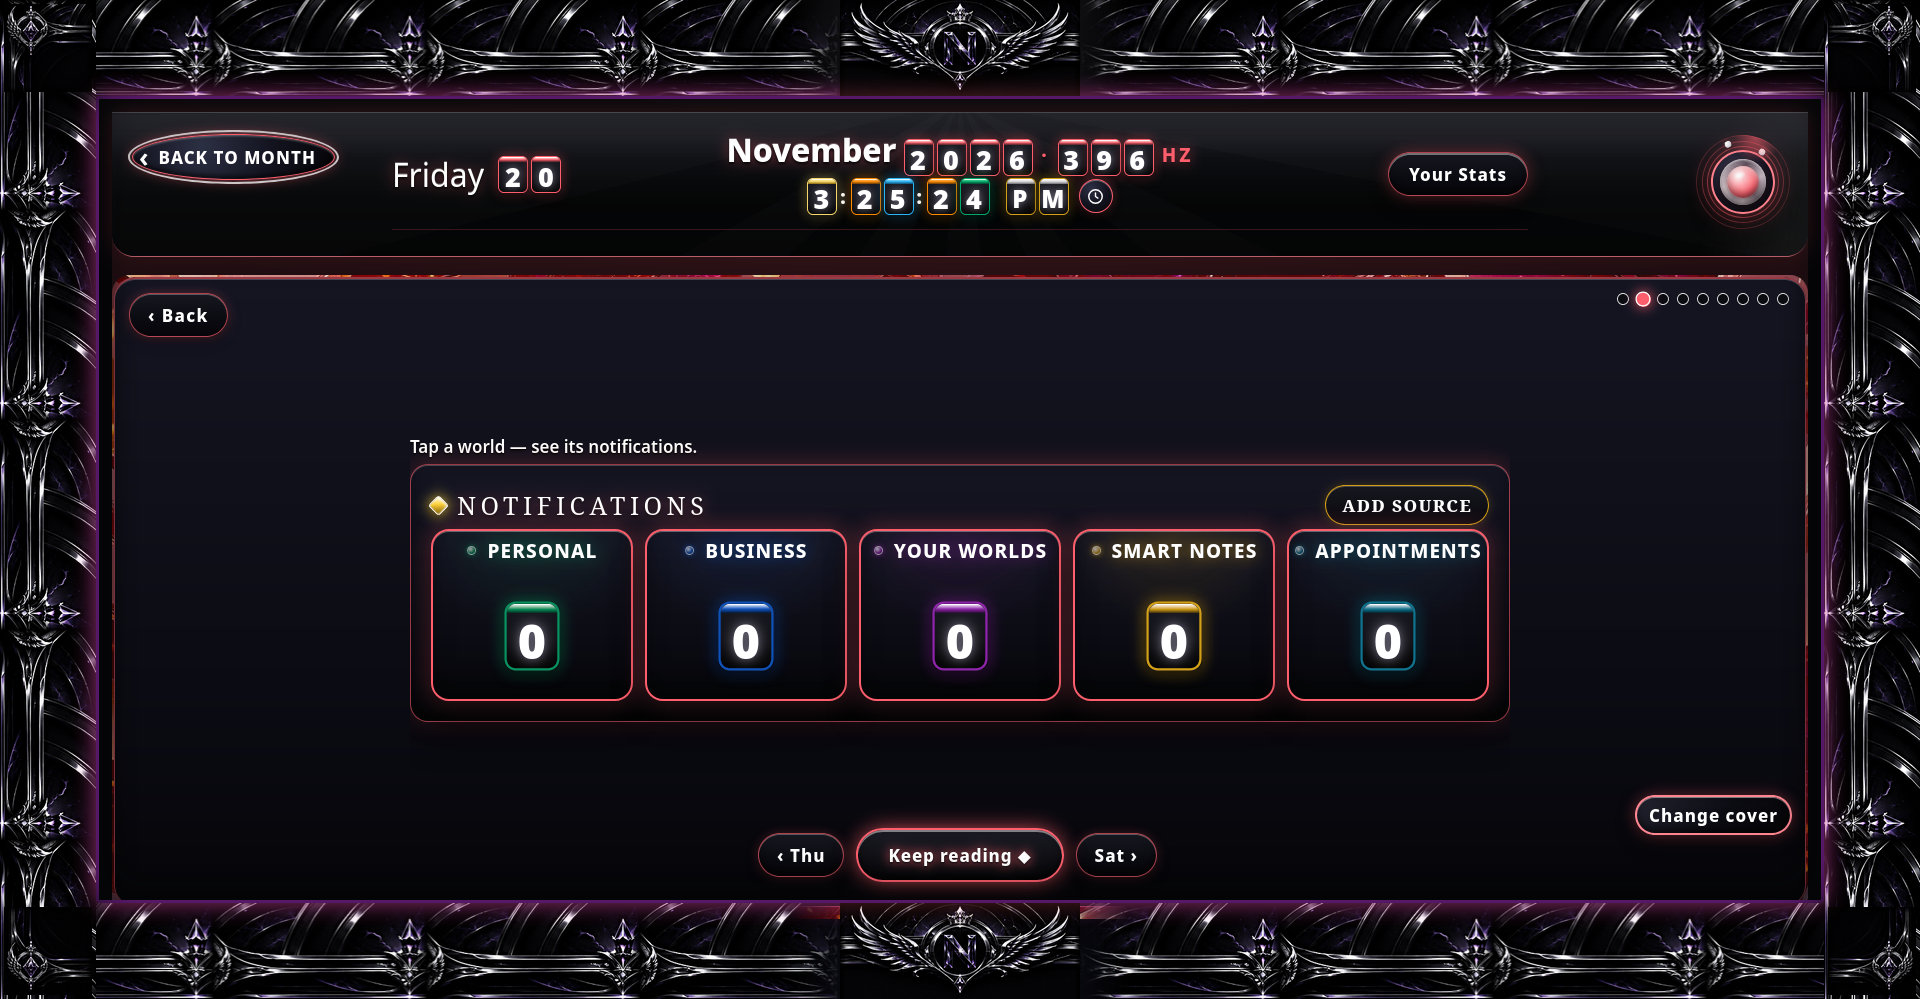 N
‹ BACK TO MONTH
Friday 20
November 2026 · 396 HZ
3:25:24 PM
Your Stats
‹ Back
Tap a world — see its notifications.
NOTIFICATIONS
ADD SOURCE
PERSONAL
BUSINESS
YOUR WORLDS
SMART NOTES
APPOINTMENTS
0
0
0
0
0
Change cover
‹ Thu
Keep reading ◆
Sat ›
N